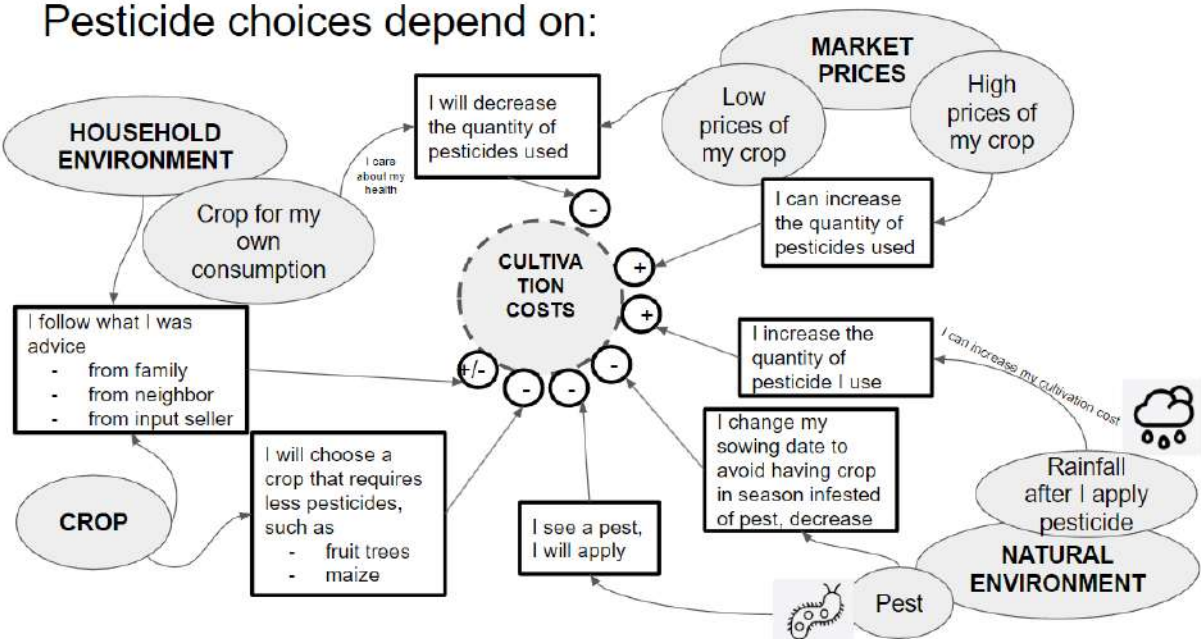 Pesticide choices depend on:
MARKET
PRICES
Low
prices of
my crop
High
prices of
my crop
I will decrease
the quantity of
pesticides used
HOUSEHOLD
ENVIRONMENT
I care
about my
health
Crop for my
own
consumption
-
I can increase
the quantity of
pesticides used
CULTIVA
TION
COSTS
+
+
I follow what I was
advice
- from family
- from neighbor
- from input seller
+/-
-
-
-
I increase the
quantity of
pesticide I use
I can increase my cultivation cost
I change my
sowing date to
avoid having crop
in season infested
of pest, decrease
I will choose a
crop that requires
less pesticides,
such as
- fruit trees
- maize
CROP
I see a pest,
I will apply
Rainfall
after I apply
pesticide
NATURAL
ENVIRONMENT
Pest